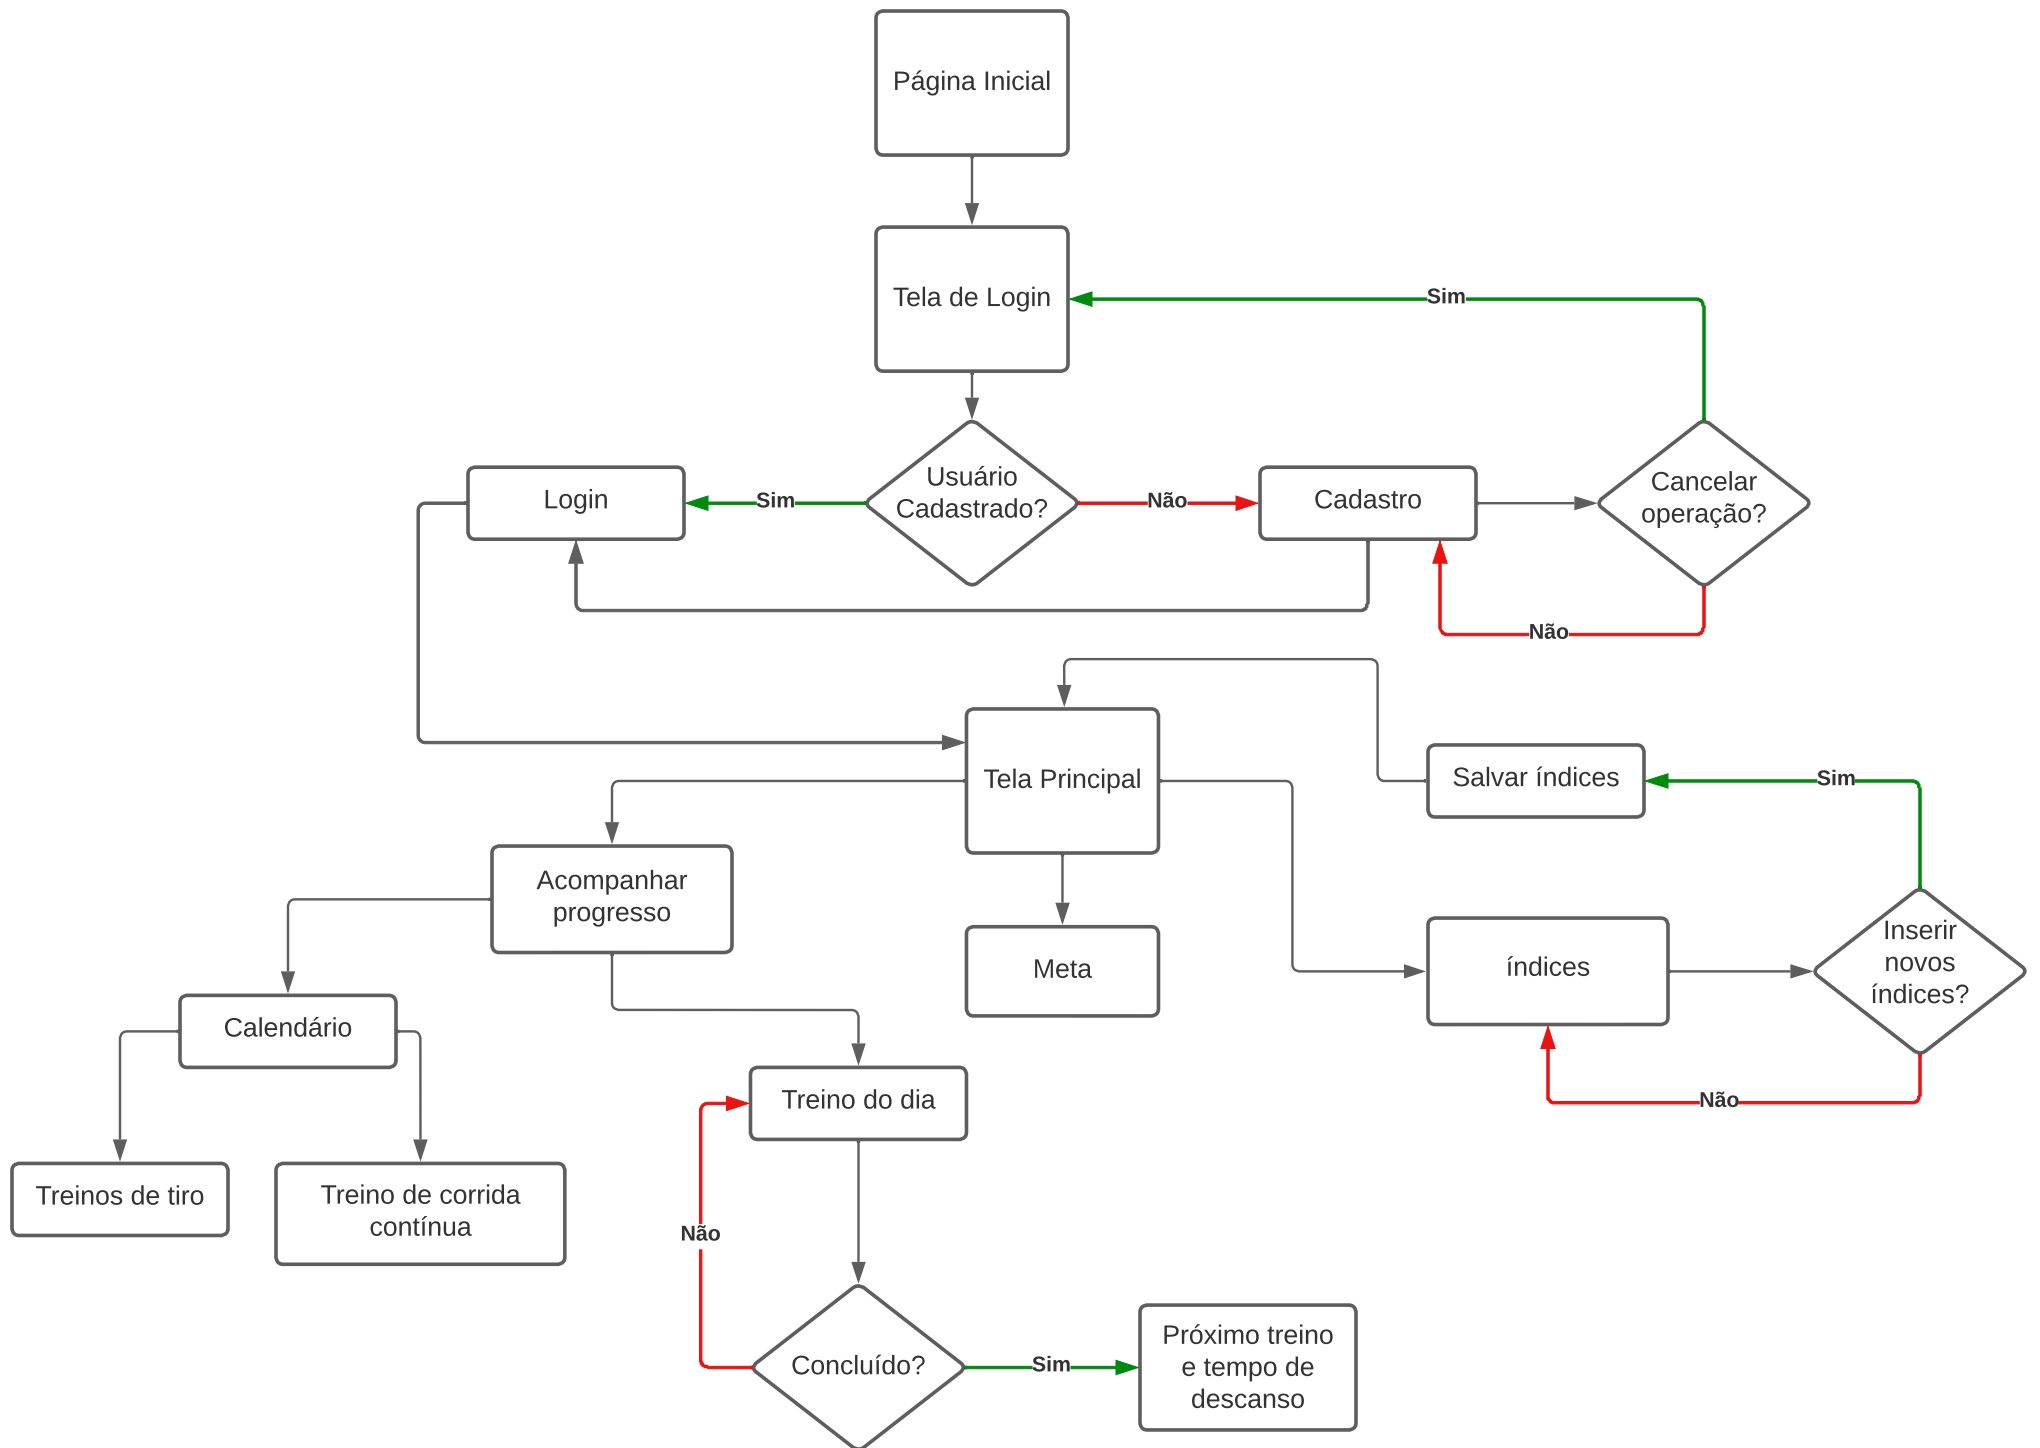 Página Inicial
Tela de Login
Sim
Usuário
Cadastrado?
Login
Sim
Não
Cadastro
Cancelar
operação?
Não
Tela Principal
Salvar índices
Sim
Acompanhar
progresso
Meta
índices
Inserir
novos
índices?
Não
Calendário
Treino do dia
Treinos de tiro
Treino de corrida
contínua
Não
Concluído?
Sim
Próximo treino
e tempo de
descanso